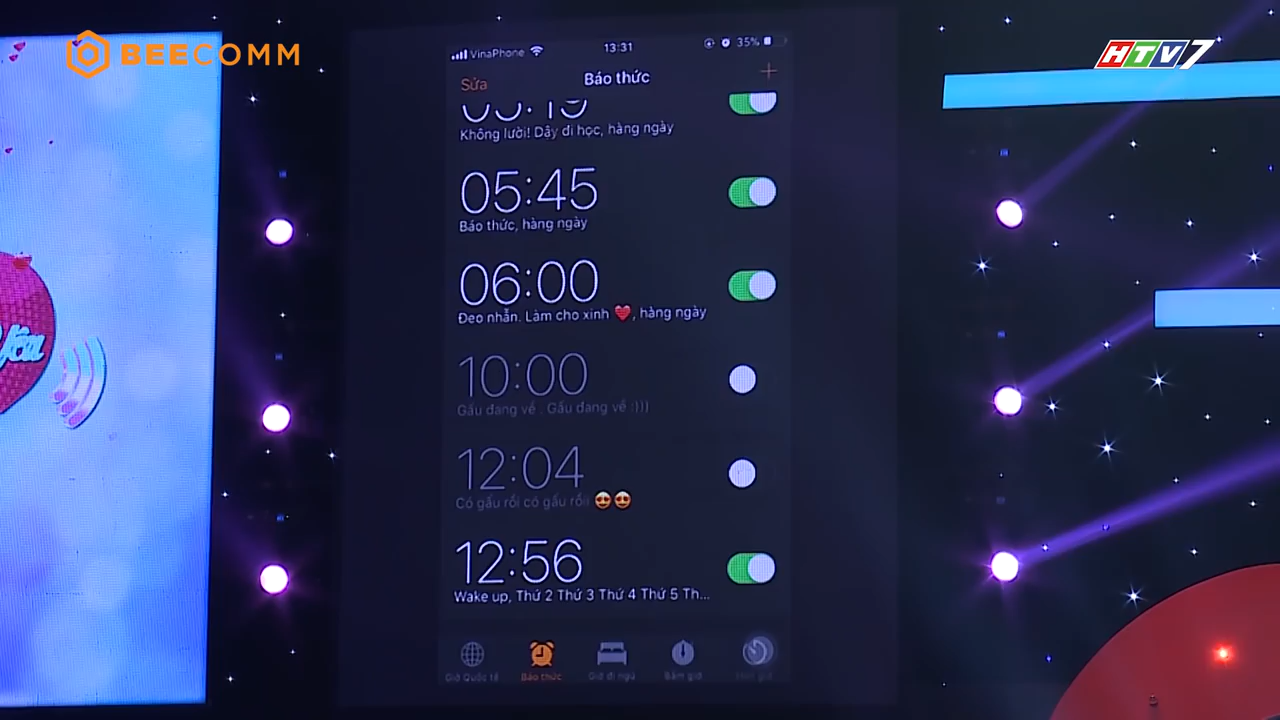 BEECOMM
HTV7
VinaPhone 13:31 35%
Sửa Báo thức +
Không lười! Dậy đi học, hàng ngày
05:45
Báo thức, hàng ngày
06:00
Đeo nhẫn. Làm cho xinh ❤️, hàng ngày
10:00
Gấu đang về . Gấu đang về :)))
12:04
Có gấu rồi có gấu rồi 😍😍
12:56
Wake up, Thứ 2 Thứ 3 Thứ 4 Thứ 5 Th...
Giờ Quốc tế Báo thức Giờ đi ngủ Bấm giờ